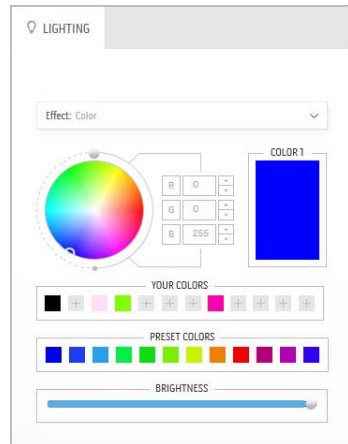 LIGHTING
Effect: Color
COLOR 1
R 0
G 0
B 255
YOUR COLORS
PRESET COLORS
BRIGHTNESS